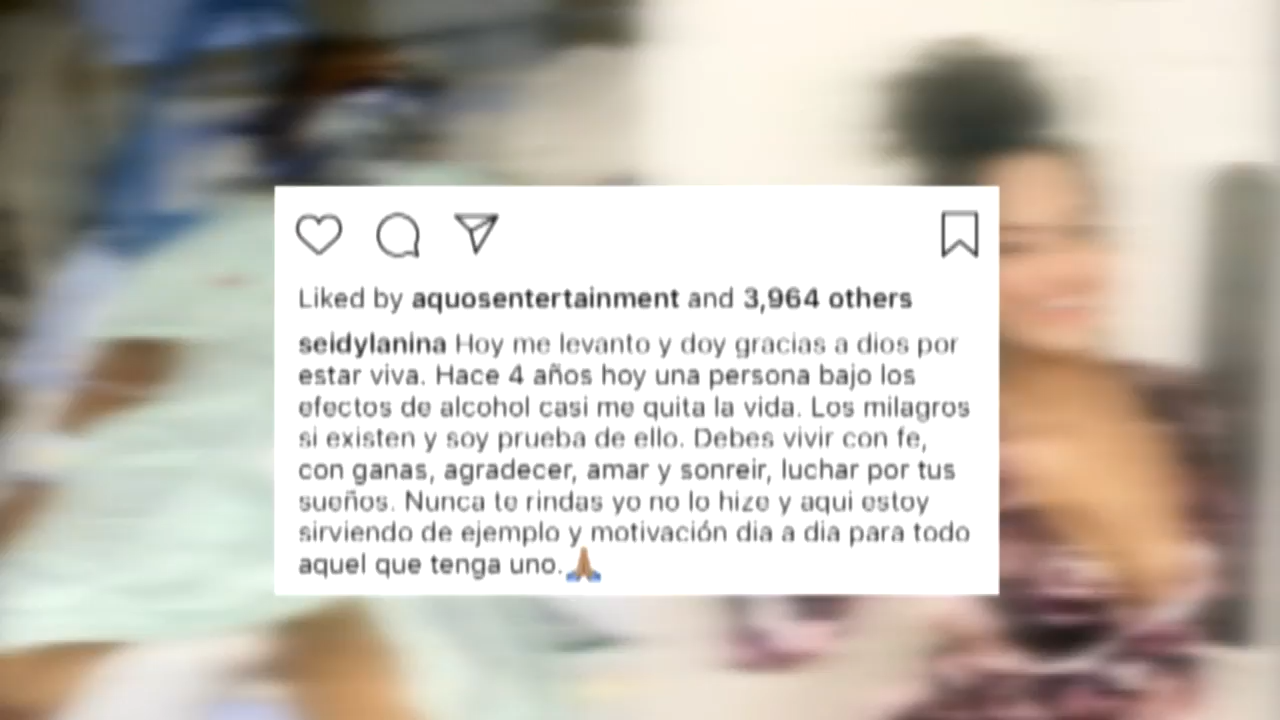 Liked by aquosentertainment and 3,964 others
seidylanina Hoy me levanto y doy gracias a dios por
estar viva. Hace 4 años hoy una persona bajo los
efectos de alcohol casi me quita la vida. Los milagros
si existen y soy prueba de ello. Debes vivir con fe,
con ganas, agradecer, amar y sonreir, luchar por tus
sueños. Nunca te rindas yo no lo hize y aqui estoy
sirviendo de ejemplo y motivación dia a dia para todo
aquel que tenga uno.🙏🏽